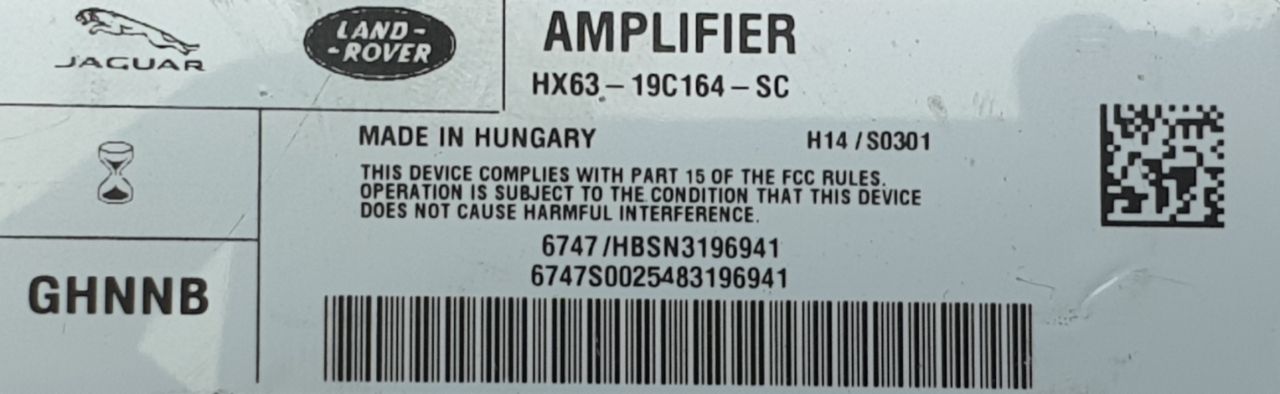 JAGUAR
LAND-
-ROVER
AMPLIFIER
HX63-19C164-SC
MADE IN HUNGARY
H14/S0301
THIS DEVICE COMPLIES WITH PART 15 OF THE FCC RULES.
OPERATION IS SUBJECT TO THE CONDITION THAT THIS DEVICE
DOES NOT CAUSE HARMFUL INTERFERENCE.
6747/HBSN3196941
6747S0025483196941
GHNNB